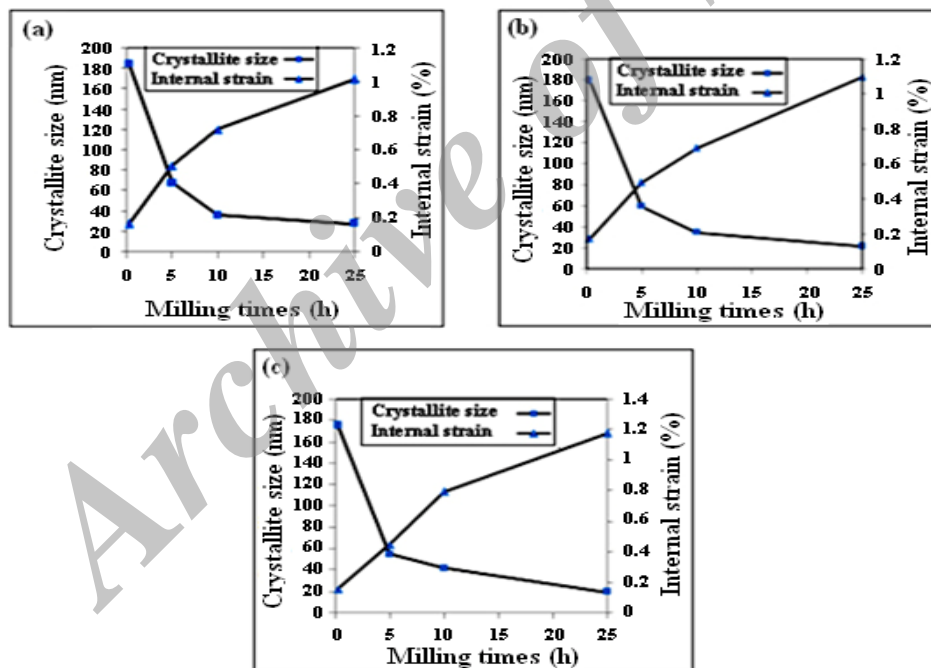 (a)
Crystallite size
Internal strain
Crystallite size (nm)
200
180
160
140
120
100
80
60
40
20
0
1.2
1
0.8
0.6
0.4
0.2
0
Internal strain (%)
0 5 10 15 20 25
Milling times (h)
(b)
Crystallite size
Internal strain
Crystallite size (nm)
200
180
160
140
120
100
80
60
40
20
0
1.2
1
0.8
0.6
0.4
0.2
0
Internal strain (%)
0 5 10 15 20 25
Milling times (h)
(c)
Crystallite size
Internal strain
Crystallite size (nm)
200
180
160
140
120
100
80
60
40
20
0
1.4
1.2
1
0.8
0.6
0.4
0.2
0
Internal strain (%)
0 5 10 15 20 25
Milling times (h)
Archive of